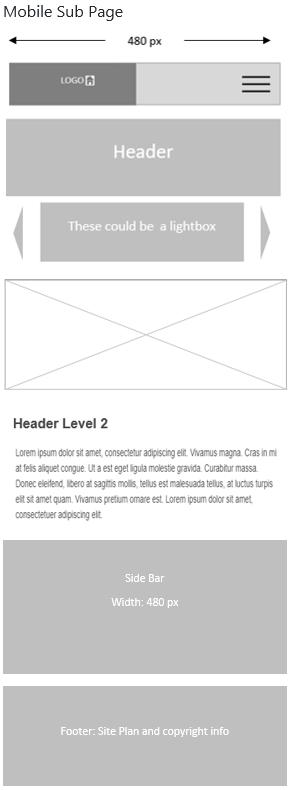 Mobile Sub Page
480 px
LOGO
Header
These could be a lightbox
Header Level 2
Lorem ipsum dolor sit amet, consectetur adipiscing elit. Vivamus magna. Cras in mi
at felis aliquet congue. Ut a est eget ligula molestie gravida. Curabitur massa.
Donec eleifend, libero at sagittis mollis, tellus est malesuada tellus, at luctus turpis
elit sit amet quam. Vivamus pretium ornare est. Lorem ipsum dolor sit amet,
consectetuer adipiscing elit.
Side Bar
Width: 480 px
Footer: Site Plan and copyright info